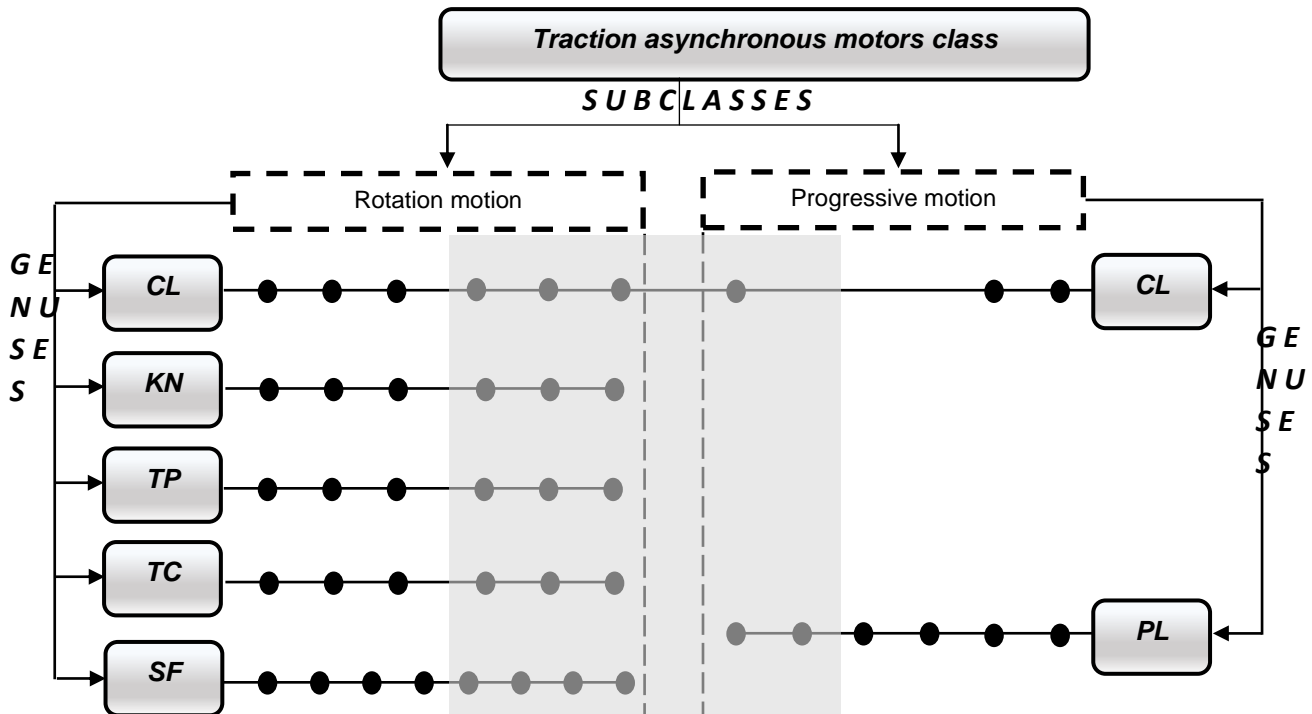 Traction asynchronous motors class
S U B C L A S S E S
Rotation motion
Progressive motion
G E
N U
S E
S
CL
KN
TP
TC
SF
CL
PL
G E
N U
S E
S